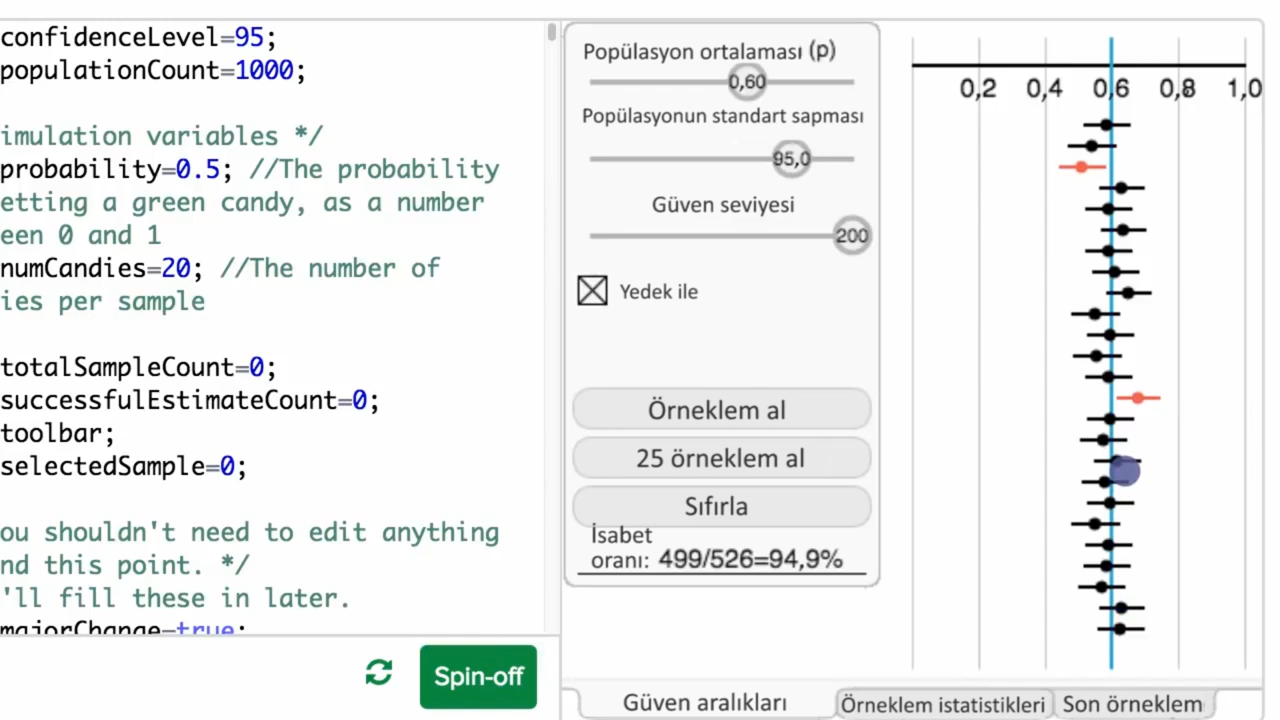 confidenceLevel=95;
populationCount=1000;
imulation variables */
probability=0.5; //The probability
etting a green candy, as a number
een 0 and 1
numCandies=20; //The number of
ies per sample
totalSampleCount=0;
successfulEstimateCount=0;
toolbar;
selectedSample=0;
ou shouldn't need to edit anything
nd this point. */
'll fill these in later.
majorChange=true;
Spin-off
Popülasyon ortalaması (p)
0,60
Popülasyonun standart sapması
95,0
Güven seviyesi
200
Yedek ile
Örneklem al
25 örneklem al
Sıfırla
İsabet
oranı: 499/526=94,9%
0,2 0,4 0,6 0,8 1,0
Güven aralıkları
Örneklem istatistikleri
Son örneklem